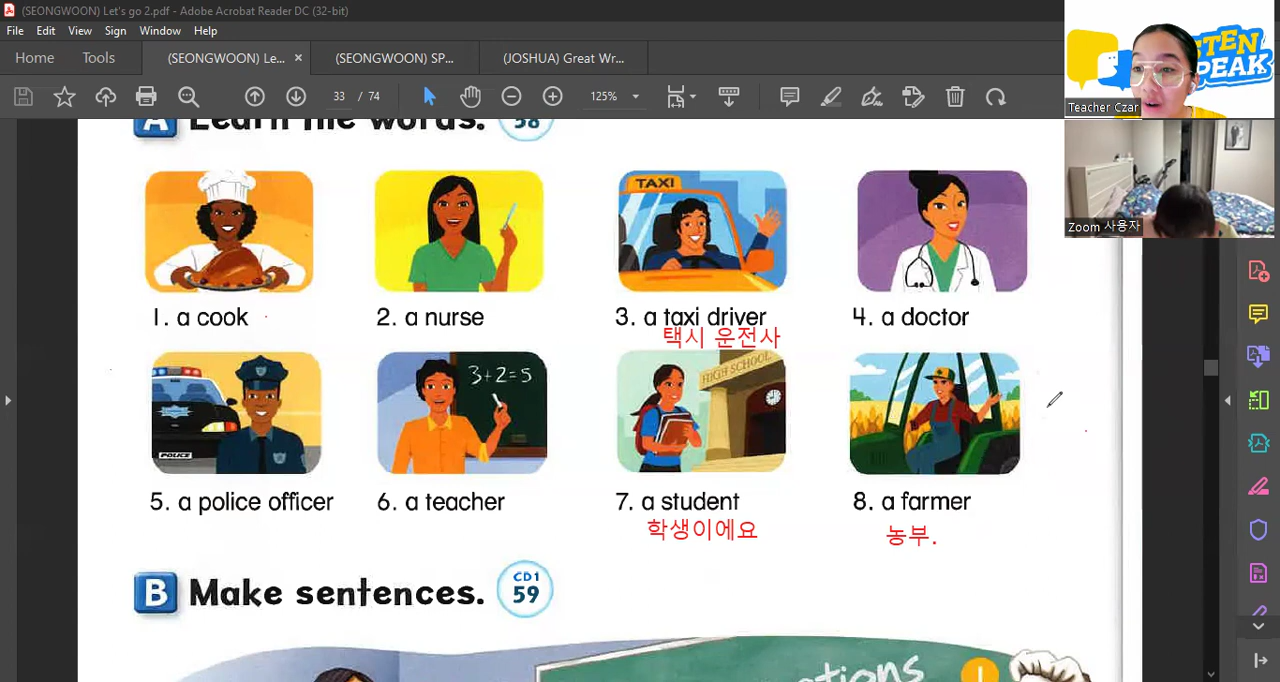 (SEONGWOON) Let's go 2.pdf - Adobe Acrobat Reader DC (32-bit)
File Edit View Sign Window Help
Home Tools (SEONGWOON) Le... × (SEONGWOON) SP... (JOSHUA) Great Wr...
33 / 74 125%
STEN
SPEAK
Teacher Czar
Zoom 사용자
A Learn the words. 58
TAXI
1. a cook 2. a nurse 3. a taxi driver 4. a doctor
택시 운전사
POLICE
3+2=5
HIGH SCHOOL
5. a police officer 6. a teacher 7. a student 8. a farmer
학생이에요 농부.
B Make sentences. CD1 59